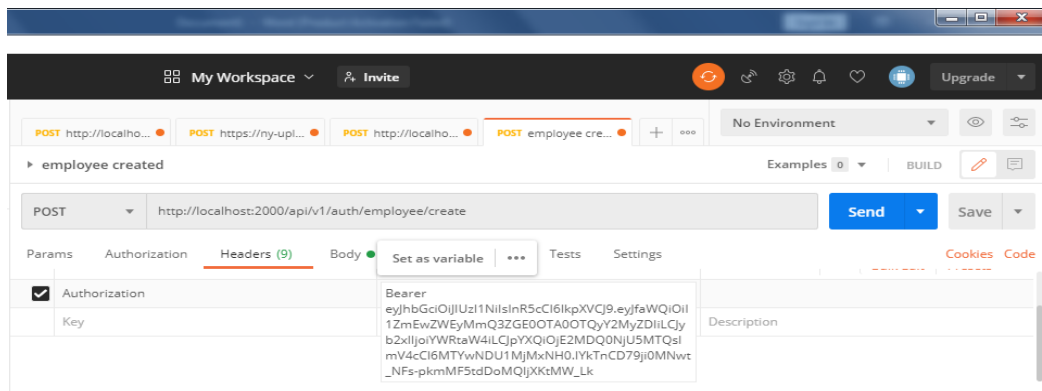 My Workspace Invite Upgrade
POST http://localho... POST https://ny-upl... POST http://localho... POST employee cre... No Environment
employee created Examples 0 BUILD
POST http://localhost:2000/api/v1/auth/employee/create Send Save
Params Authorization Headers (9) Body Set as variable Tests Settings Cookies Code
Authorization Bearer
eyJhbGciOiJIUzI1NiIsInR5cCI6IkpXVCJ9.eyJfaWQiOiI
1ZmEwZWEyMmQ3ZGE0OTA0OTQyY2MyZDIiLCJy
b2xlIjoiYWRtaW4iLCJpYXQiOjE2MDQ0NjU5MTQsI
mV4cCI6MTYwNDU1MjMxNH0.IYkTnCD79ji0MNwt
_NFs-pkmMF5tdDoMQljXKtMW_Lk
Key Description